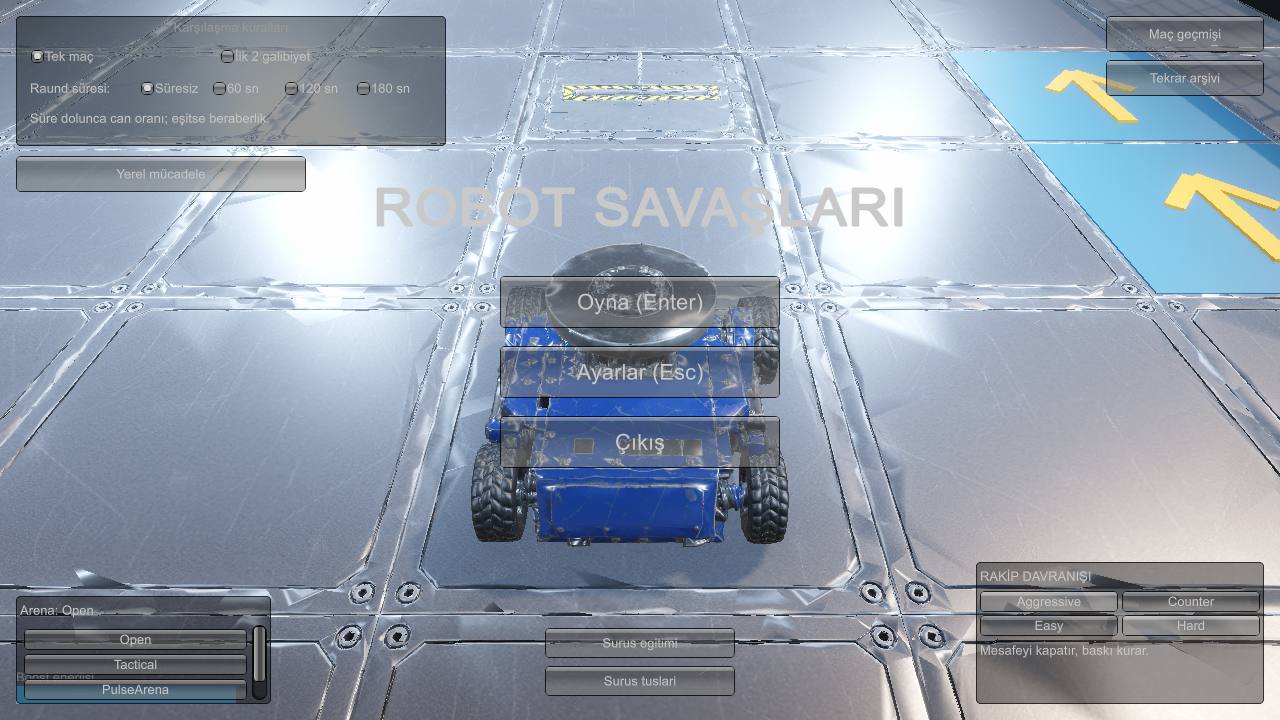 Karşılaşma kuralları
Tek maç
İlk 2 galibiyet
Raund süresi: Süresiz 60 sn 120 sn 180 sn
Süre dolunca can oranı; eşitse beraberlik.
Yerel mücadele
Maç geçmişi
Tekrar arşivi
ROBOT SAVAŞLARI
Oyna (Enter)
Ayarlar (Esc)
Çıkış
Arena: Open
Open
Tactical
Boost enerjisi
PulseArena
Surus egitimi
Surus tuslari
RAKİP DAVRANIŞI
Aggressive Counter
Easy Hard
Mesafeyi kapatır, baskı kurar.